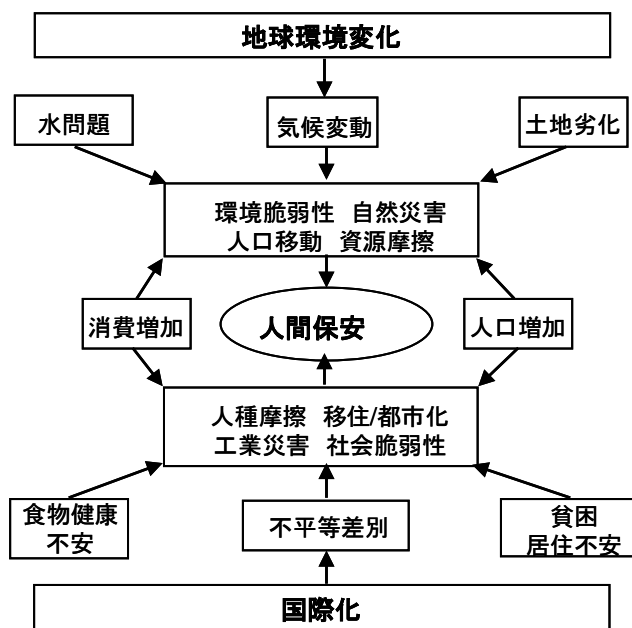 地球環境変化
水問題
気候変動
土地劣化
環境脆弱性 自然災害
人口移動 資源摩擦
消費増加
人間保安
人口増加
人種摩擦 移住/都市化
工業災害 社会脆弱性
食物健康
不安
不平等差別
貧困
居住不安
国際化